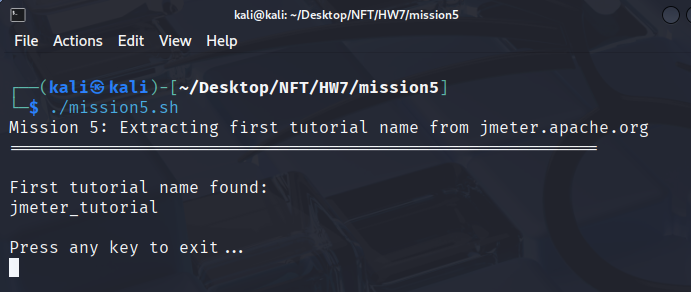 kali@kali: ~/Desktop/NFT/HW7/mission5
File Actions Edit View Help
┌──(kali㉿kali)-[~/Desktop/NFT/HW7/mission5]
└─$ ./mission5.sh
Mission 5: Extracting first tutorial name from jmeter.apache.org
===========================================================
First tutorial name found:
jmeter_tutorial
Press any key to exit...